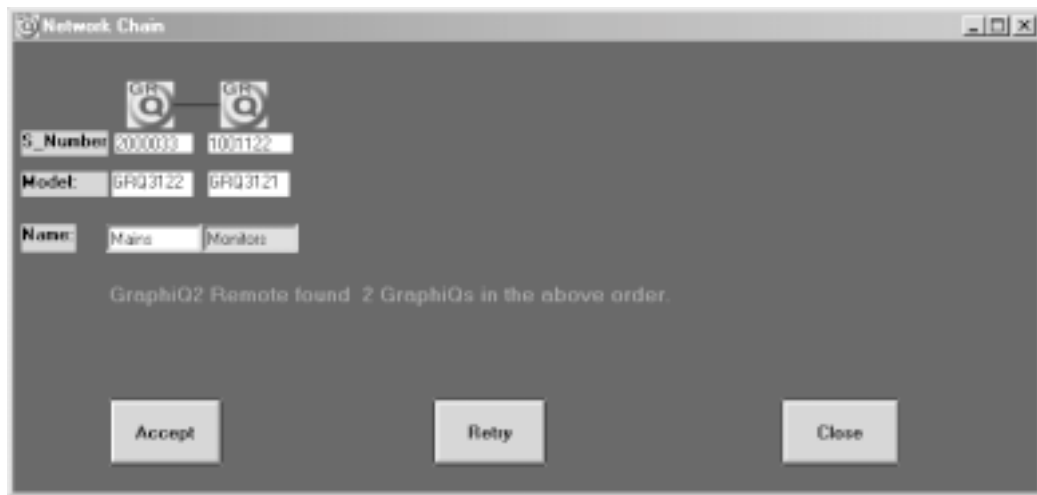 Network Chain
GR GR
Q Q
S_Number 2000033 1001122
Model: GRQ3122 GRQ3121
Name: Mains Monitors
GraphiQ2 Remote found 2 GraphiQs in the above order.
Accept Retry Close